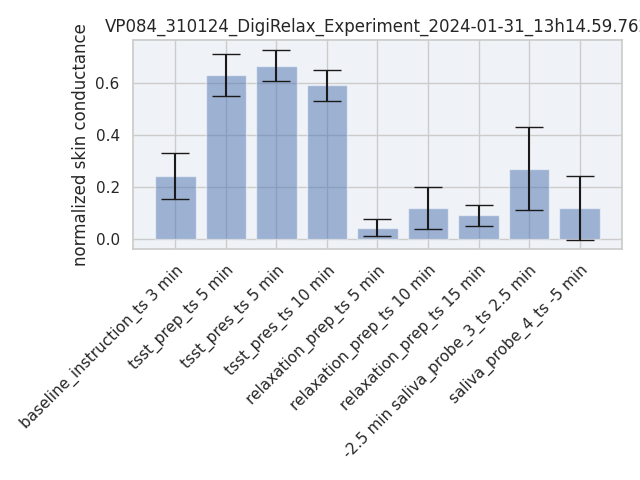 VP084_310124_DigiRelax_Experiment_2024-01-31_13h14.59.76
normalized skin conductance
0.6
0.4
0.2
0.0
baseline_instruction_ts 3 min
tsst_prep_ts 5 min
tsst_pres_ts 5 min
tsst_pres_ts 10 min
relaxation_prep_ts 5 min
relaxation_prep_ts 10 min
relaxation_prep_ts 15 min
-2.5 min saliva_probe_3_ts 2.5 min
saliva_probe_4_ts -5 min